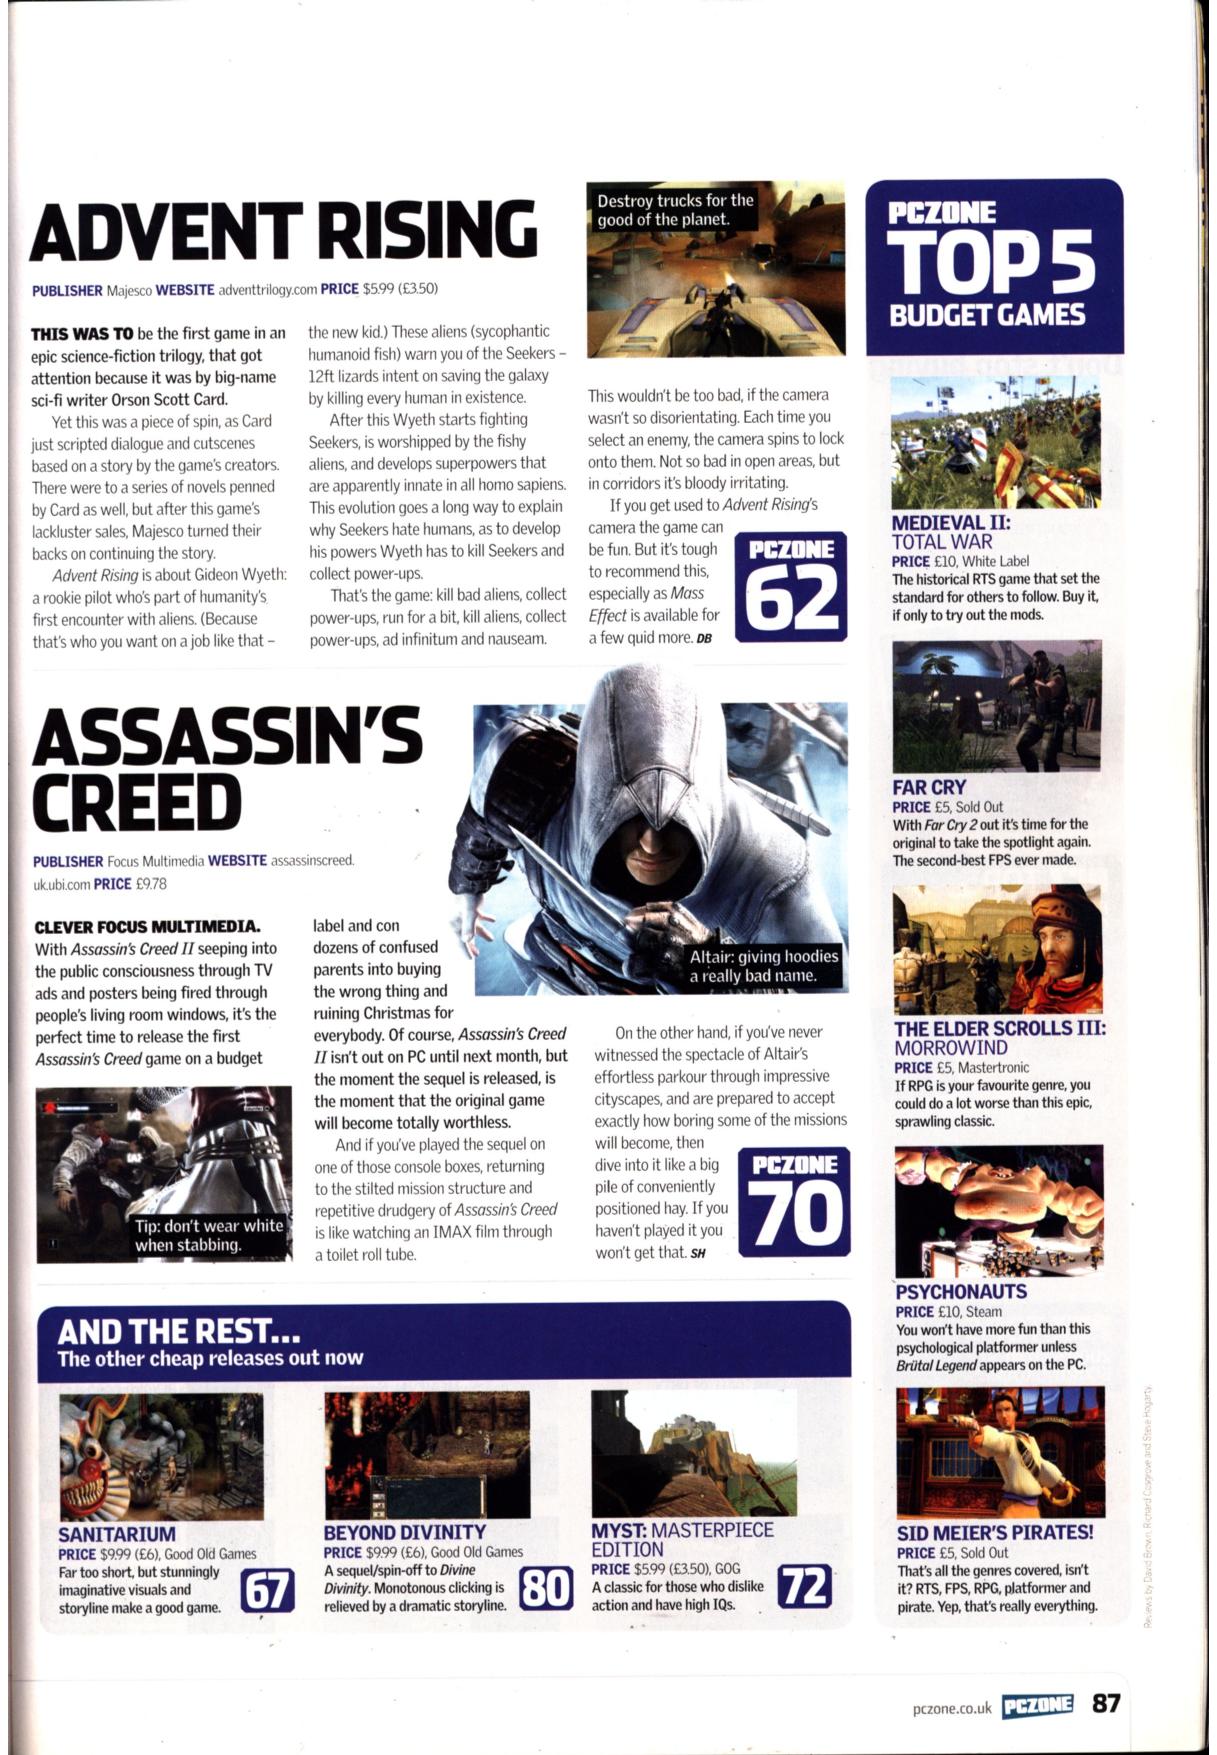 ADVENT RISING
PUBLISHER Majesco WEBSITE adventtrilogy.com PRICE $5.99 (£3.50)
THIS WAS TO be the first game in an
epic science-fiction trilogy, that got
attention because it was by big-name
sci-fi writer Orson Scott Card.
Yet this was a piece of spin, as Card
just scripted dialogue and cutscenes
based on a story by the game's creators.
There were to a series of novels penned
by Card as well, but after this game's
lackluster sales, Majesco turned their
backs on continuing the story.
Advent Rising is about Gideon Wyeth:
a rookie pilot who's part of humanity's
first encounter with aliens. (Because
that's who you want on a job like that –
the new kid.) These aliens (sycophantic
humanoid fish) warn you of the Seekers –
12ft lizards intent on saving the galaxy
by killing every human in existence.
After this Wyeth starts fighting
Seekers, is worshipped by the fishy
aliens, and develops superpowers that
are apparently innate in all homo sapiens.
This evolution goes a long way to explain
why Seekers hate humans, as to develop
his powers Wyeth has to kill Seekers and
collect power-ups.
That's the game: kill bad aliens, collect
power-ups, run for a bit, kill aliens, collect
power-ups, ad infinitum and nauseam.
Destroy trucks for the
good of the planet.
This wouldn't be too bad, if the camera
wasn't so disorientating. Each time you
select an enemy, the camera spins to lock
onto them. Not so bad in open areas, but
in corridors it's bloody irritating.
If you get used to Advent Rising's
camera the game can
be fun. But it's tough
to recommend this,
especially as Mass
Effect is available for
a few quid more. DB
PCZONE
62
ASSASSIN'S
CREED
PUBLISHER Focus Multimedia WEBSITE assassinscreed.
uk.ubi.com PRICE £9.78
CLEVER FOCUS MULTIMEDIA.
With Assassin's Creed II seeping into
the public consciousness through TV
ads and posters being fired through
people's living room windows, it's the
perfect time to release the first
Assassin's Creed game on a budget
Tip: don't wear white
when stabbing.
label and con
dozens of confused
parents into buying
the wrong thing and
ruining Christmas for
everybody. Of course, Assassin's Creed
II isn't out on PC until next month, but
the moment the sequel is released, is
the moment that the original game
will become totally worthless.
And if you've played the sequel on
one of those console boxes, returning
to the stilted mission structure and
repetitive drudgery of Assassin's Creed
is like watching an IMAX film through
a toilet roll tube.
Altair: giving hoodies
a really bad name.
On the other hand, if you've never
witnessed the spectacle of Altair's
effortless parkour through impressive
cityscapes, and are prepared to accept
exactly how boring some of the missions
will become, then
dive into it like a big
pile of conveniently
positioned hay. If you
haven't played it you
won't get that. SH
PCZONE
70
AND THE REST...
The other cheap releases out now
SANITARIUM
PRICE $9.99 (£6), Good Old Games
Far too short, but stunningly
imaginative visuals and
storyline make a good game.
67
BEYOND DIVINITY
PRICE $9.99 (£6), Good Old Games
A sequel/spin-off to Divine
Divinity. Monotonous clicking is
relieved by a dramatic storyline.
80
MYST: MASTERPIECE
EDITION
PRICE $5.99 (£3.50), GOG
A classic for those who dislike
action and have high IQs.
72
PCZONE
TOP 5
BUDGET GAMES
MEDIEVAL II:
TOTAL WAR
PRICE £10, White Label
The historical RTS game that set the
standard for others to follow. Buy it,
if only to try out the mods.
FAR CRY
PRICE £5, Sold Out
With Far Cry 2 out it's time for the
original to take the spotlight again.
The second-best FPS ever made.
THE ELDER SCROLLS III:
MORROWIND
PRICE £5, Mastertronic
If RPG is your favourite genre, you
could do a lot worse than this epic,
sprawling classic.
PSYCHONAUTS
PRICE £10, Steam
You won't have more fun than this
psychological platformer unless
Brütal Legend appears on the PC.
SID MEIER'S PIRATES!
PRICE £5, Sold Out
That's all the genres covered, isn't
it? RTS, FPS, RPG, platformer and
pirate. Yep, that's really everything.
Reviews by David Brown, Richard Cosgrove and Steve Hogarty.
pczone.co.uk PCZONE 87